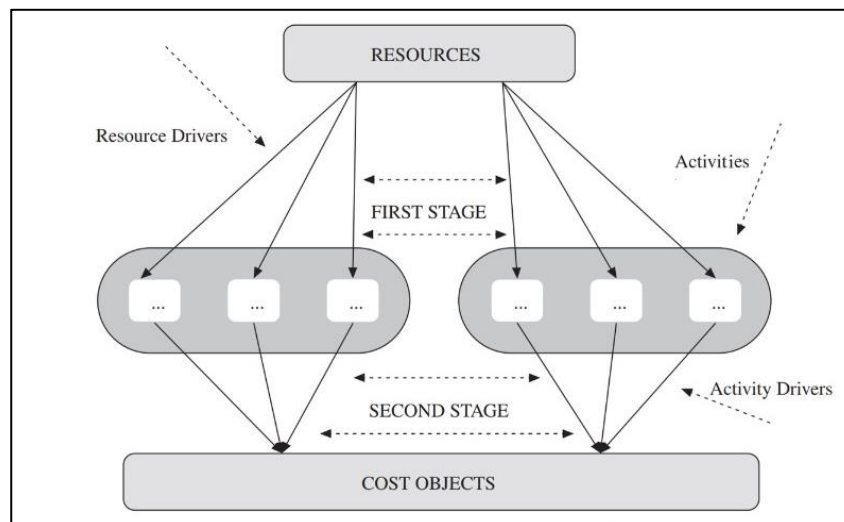 RESOURCES
Resource Drivers
Activities
FIRST STAGE
... ... ... ... ... ...
Activity Drivers
SECOND STAGE
COST OBJECTS